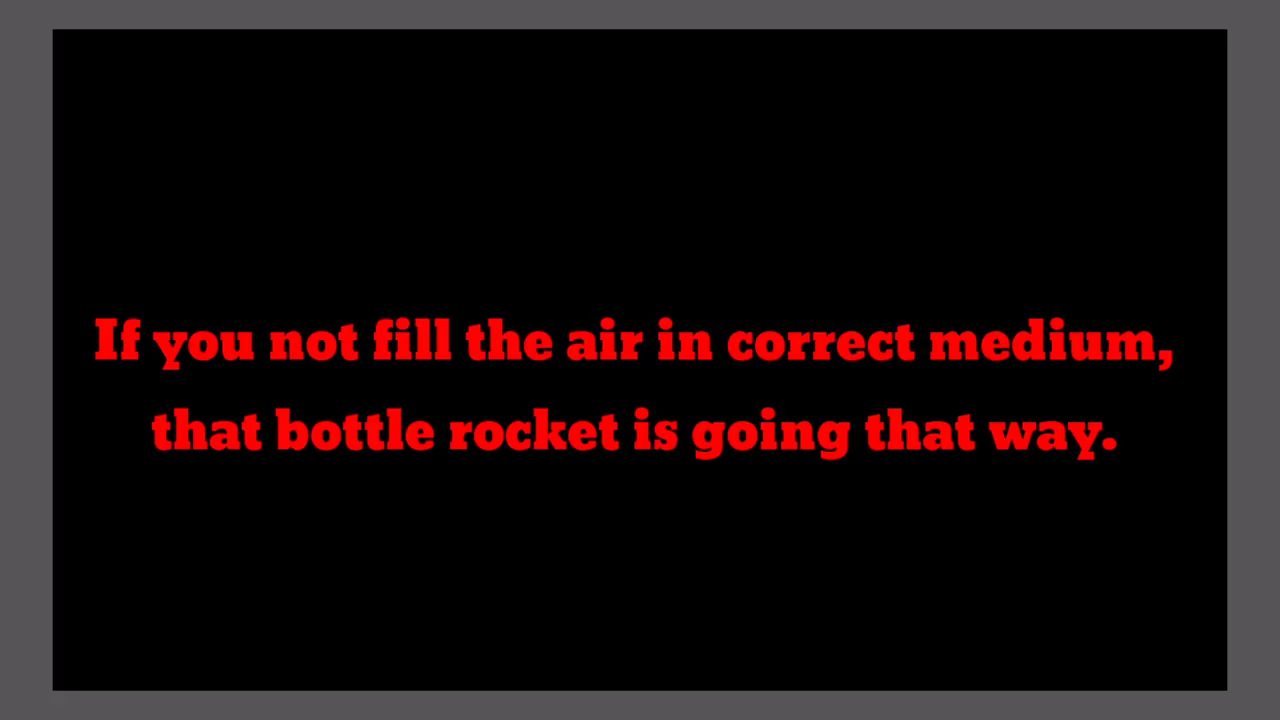 If you not fill the air in correct medium,
that bottle rocket is going that way.